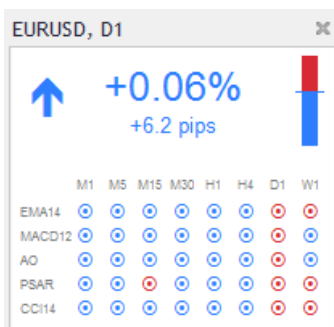 EURUSD, D1
+0.06%
+6.2 pips
M1 M5 M15 M30 H1 H4 D1 W1
EMA14
MACD12
AO
PSAR
CCI14